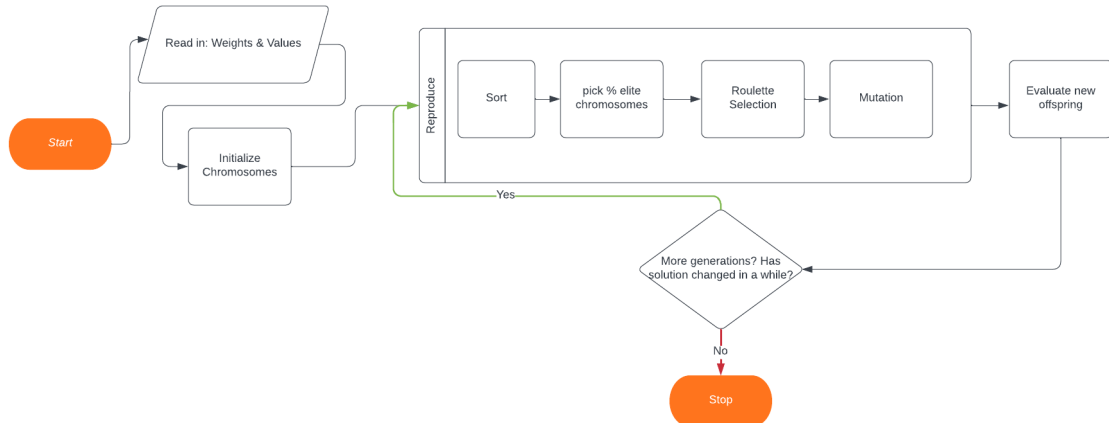 Start
Read in: Weights & Values
Initialize
Chromosomes
Reproduce
Sort
pick % elite
chromosomes
Roulette
Selection
Mutation
Evaluate new
offspring
Yes
More generations? Has
solution changed in a while?
No
Stop